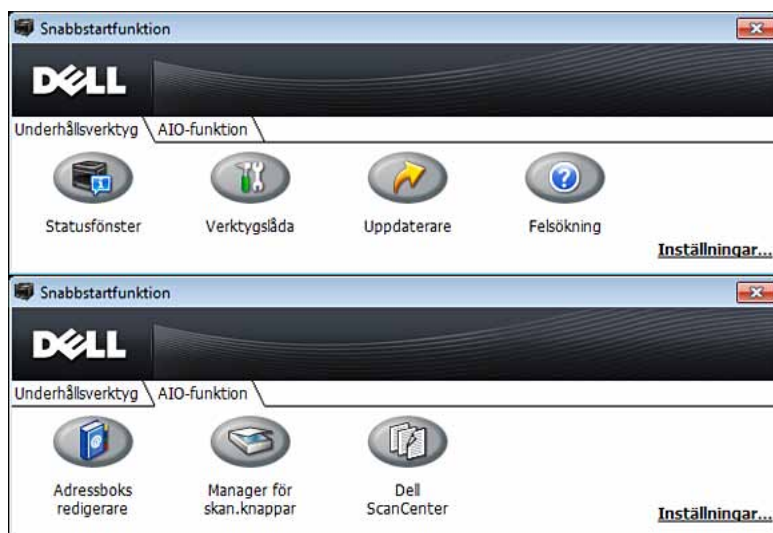 Snabbstartfunktion
DELL
Underhållsverktyg AIO-funktion
Statusfönster Verktygslåda Uppdaterare Felsökning
Inställningar...
Snabbstartfunktion
DELL
Underhållsverktyg AIO-funktion
Adressboks Manager för Dell
redigerare skan.knappar ScanCenter
Inställningar...